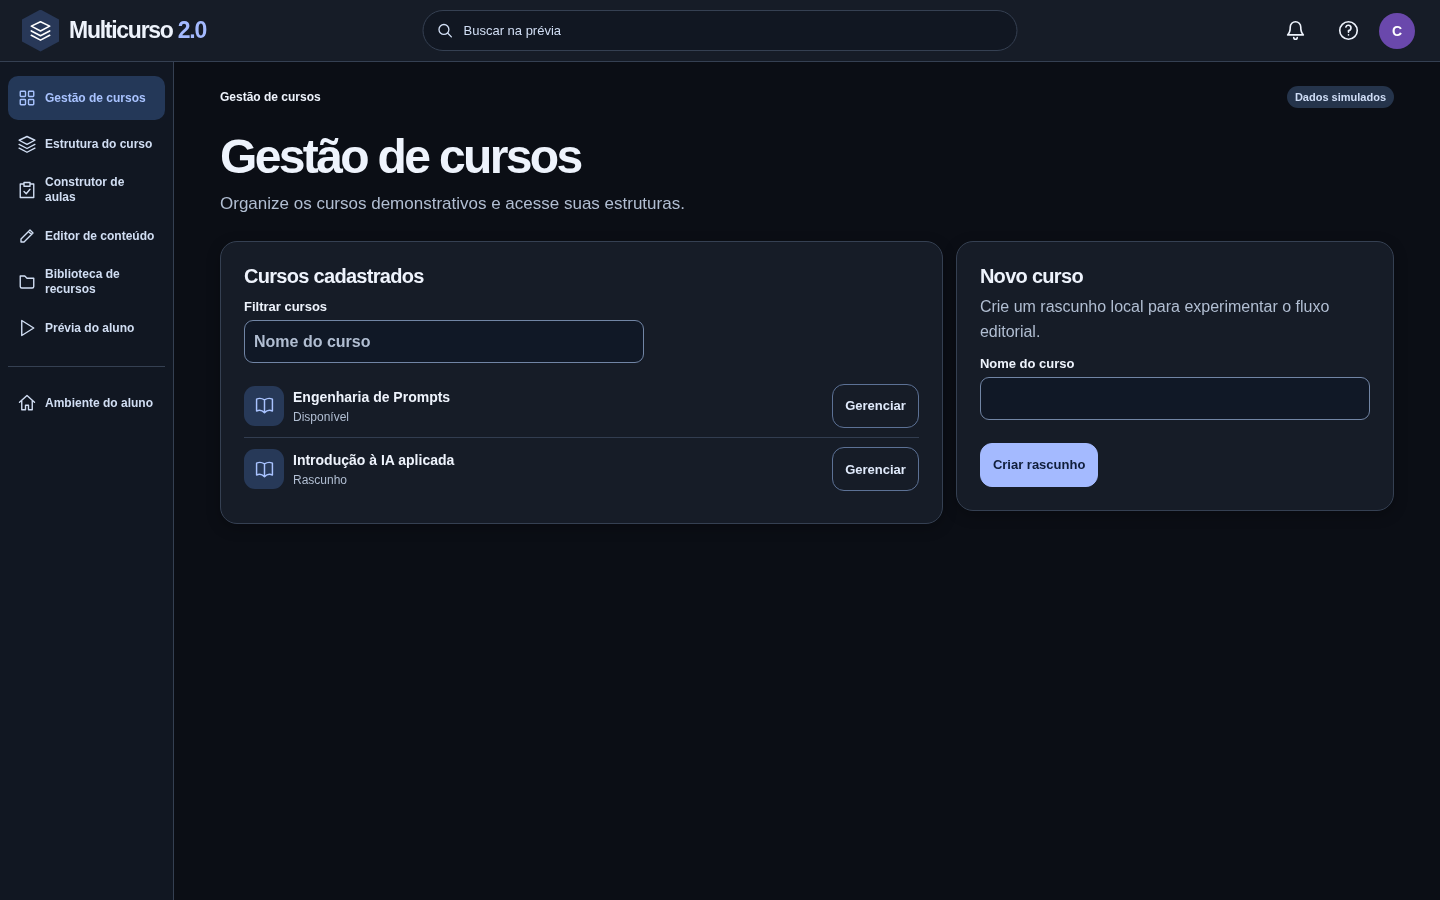 Multicurso 2.0
Buscar na prévia
C
Gestão de cursos
Estrutura do curso
Construtor de
aulas
Editor de conteúdo
Biblioteca de
recursos
Prévia do aluno
Ambiente do aluno
Gestão de cursos
Dados simulados
Gestão de cursos
Organize os cursos demonstrativos e acesse suas estruturas.
Cursos cadastrados
Filtrar cursos
Nome do curso
Engenharia de Prompts
Disponível
Gerenciar
Introdução à IA aplicada
Rascunho
Gerenciar
Novo curso
Crie um rascunho local para experimentar o fluxo
editorial.
Nome do curso
Criar rascunho